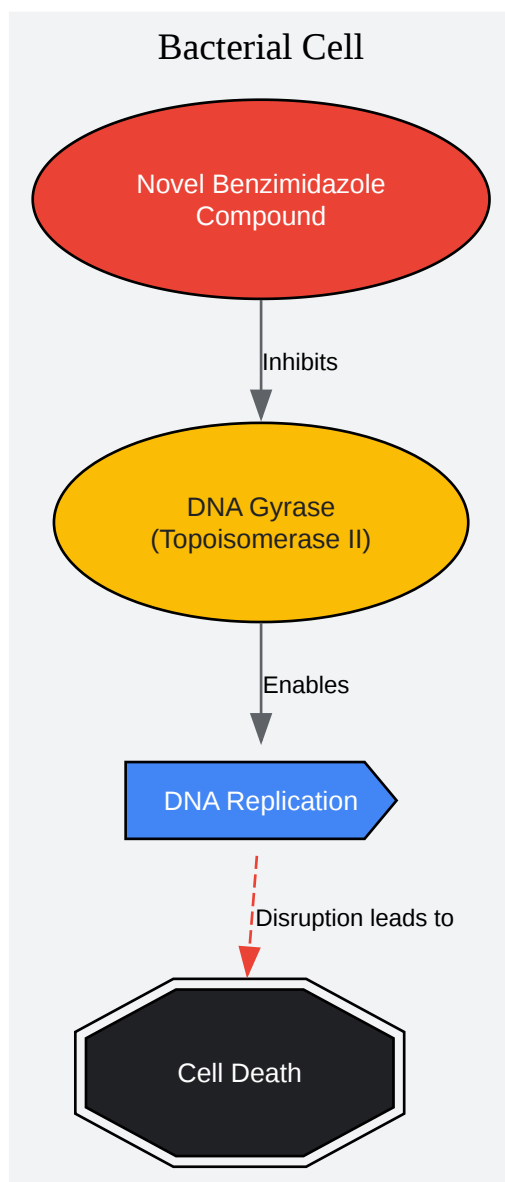 Bacterial Cell
Novel Benzimidazole
Compound
Inhibits
DNA Gyrase
(Topoisomerase II)
Enables
DNA Replication
Disruption leads to
Cell Death